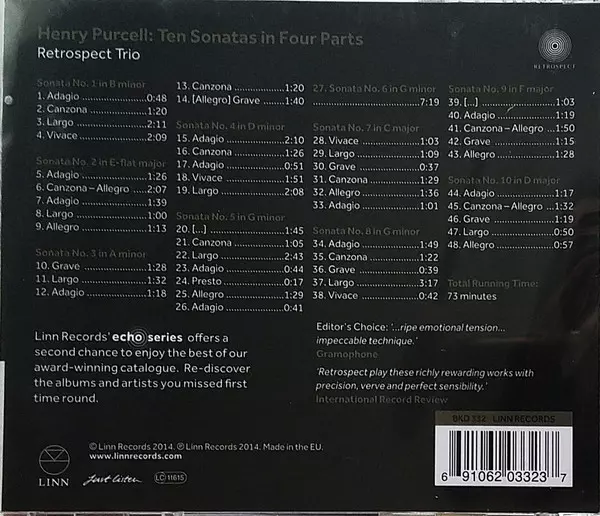 Henry Purcell: Ten Sonatas in Four Parts
Retrospect Trio
RETROSPECT
Sonata No. 1 in B minor
1. Adagio ..........0:48
2. Canzona ..........1:20
3. Largo ..........2:11
4. Vivace ..........2:09
Sonata No. 2 in E-flat major
5. Adagio ..........1:26
6. Canzona – Allegro ..........2:07
7. Adagio ..........1:39
8. Largo ..........1:00
9. Allegro ..........1:13
Sonata No. 3 in A minor
10. Grave ..........1:28
11. Largo ..........1:32
12. Adagio ..........1:18
13. Canzona ..........1:20
14. [Allegro] Grave ..........1:40
Sonata No. 4 in D minor
15. Adagio ..........2:10
16. Canzona ..........1:26
17. Adagio ..........0:51
18. Vivace ..........1:51
19. Largo ..........2:08
Sonata No. 5 in G minor
20. [...] ..........1:45
21. Canzona ..........1:05
22. Largo ..........2:43
23. Adagio ..........0:44
24. Presto ..........0:17
25. Allegro ..........1:29
26. Adagio ..........0:41
27. Sonata No. 6 in G minor
..........7:19
Sonata No. 7 in C major
28. Vivace ..........1:03
29. Largo ..........1:09
30. Grave ..........0:37
31. Canzona ..........1:29
32. Allegro ..........1:36
33. Adagio ..........1:01
Sonata No. 8 in G minor
34. Adagio ..........1:49
35. Canzona ..........1:22
36. Grave ..........0:39
37. Largo ..........3:17
38. Vivace ..........0:42
Sonata No. 9 in F major
39. [...] ..........1:03
40. Adagio ..........1:19
41. Canzona – Allegro ..........1:50
42. Grave ..........1:15
43. Allegro ..........1:28
Sonata No. 10 in D major
44. Adagio ..........1:17
45. Canzona – Allegro ..........1:32
46. Grave ..........1:19
47. Largo ..........0:50
48. Allegro ..........0:57
Total Running Time:
73 minutes
Linn Records' echo series offers a
second chance to enjoy the best of our
award-winning catalogue. Re-discover
the albums and artists you missed first
time round.
Editor's Choice: '...ripe emotional tension...
impeccable technique.'
Gramophone
'Retrospect play these richly rewarding works with
precision, verve and perfect sensibility.'
International Record Review
BKD 332 LINN RECORDS
6 91062 03323 7
© Linn Records 2014. ℗ Linn Records 2014. Made in the EU.
www.linnrecords.com
LINN
just listen
LC 11615